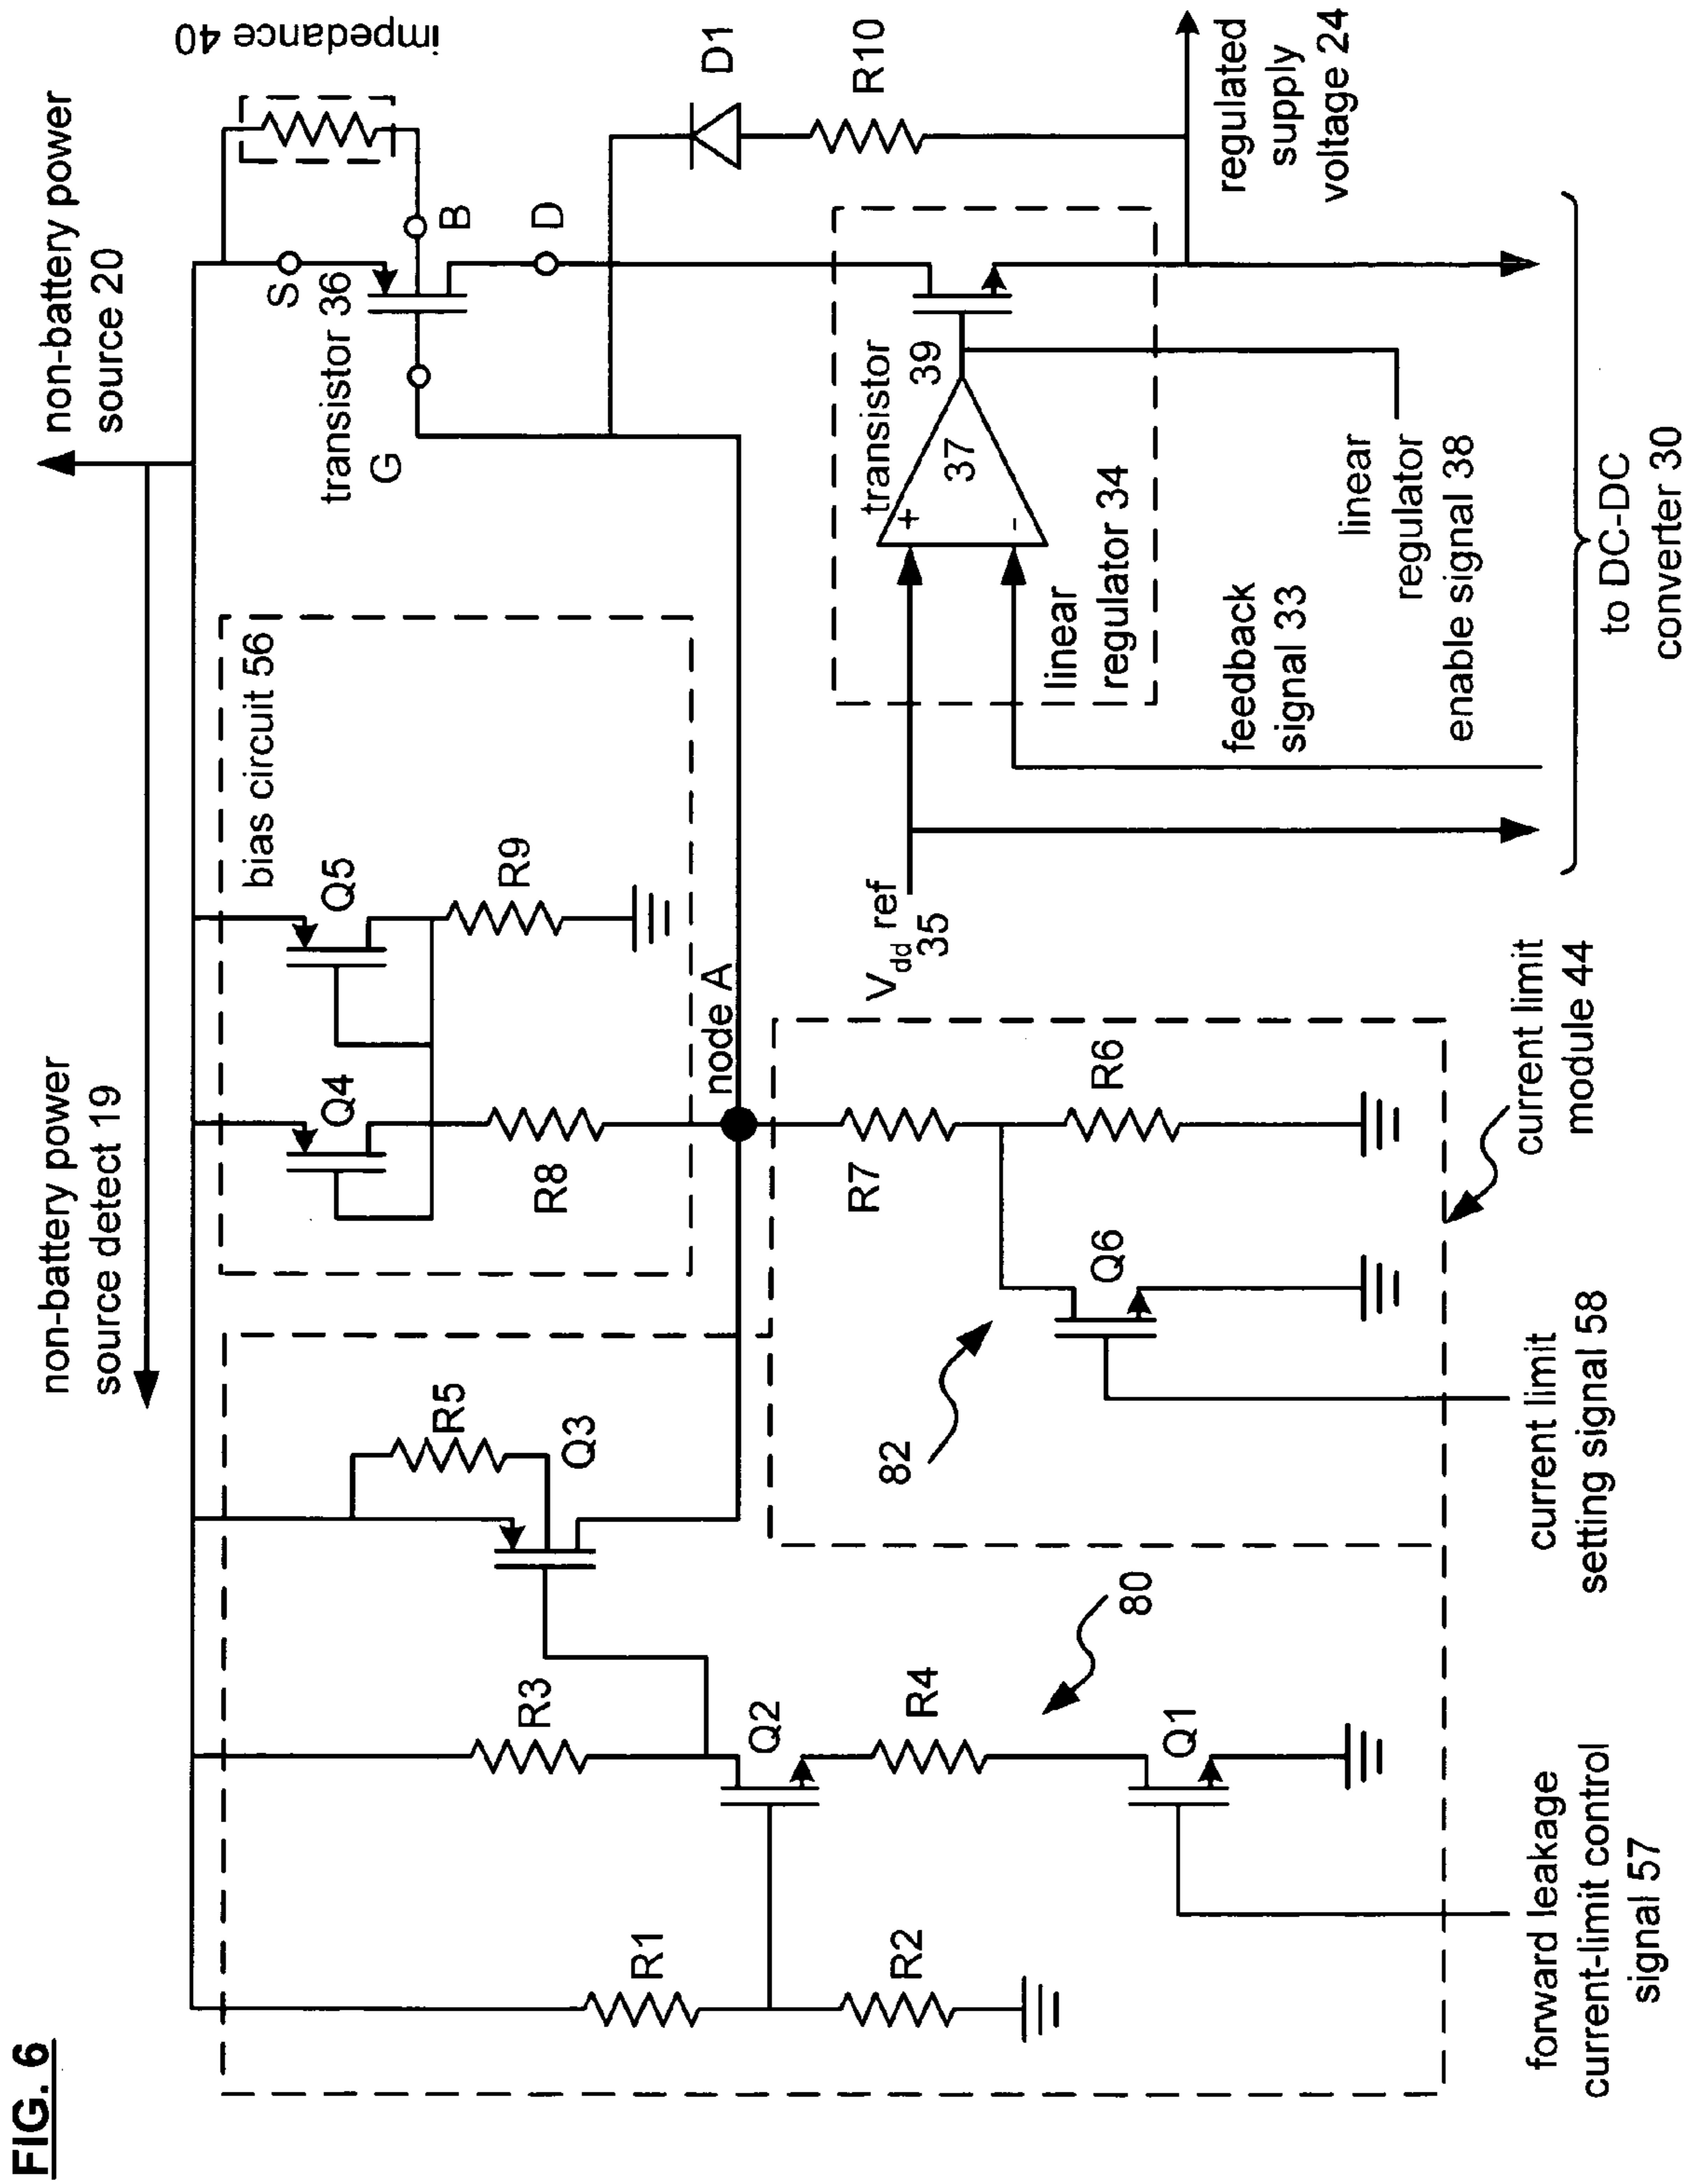 FIG. 6
non-battery power
source detect 19
non-battery power
source 20
impedance 40
S
B
D
G
transistor 36
D1
R10
bias circuit 56
Q4
Q5
R8
R9
node A
R5
Q3
R3
R1
R2
Q2
R4
Q1
80
82
R7
R6
Q6
Vdd ref
35
transistor
39
37
+
-
linear
regulator 34
feedback
signal 33
linear
regulator
enable signal 38
regulated
supply
voltage 24
to DC-DC
converter 30
current limit
module 44
current limit
setting signal 58
forward leakage
current-limit control
signal 57